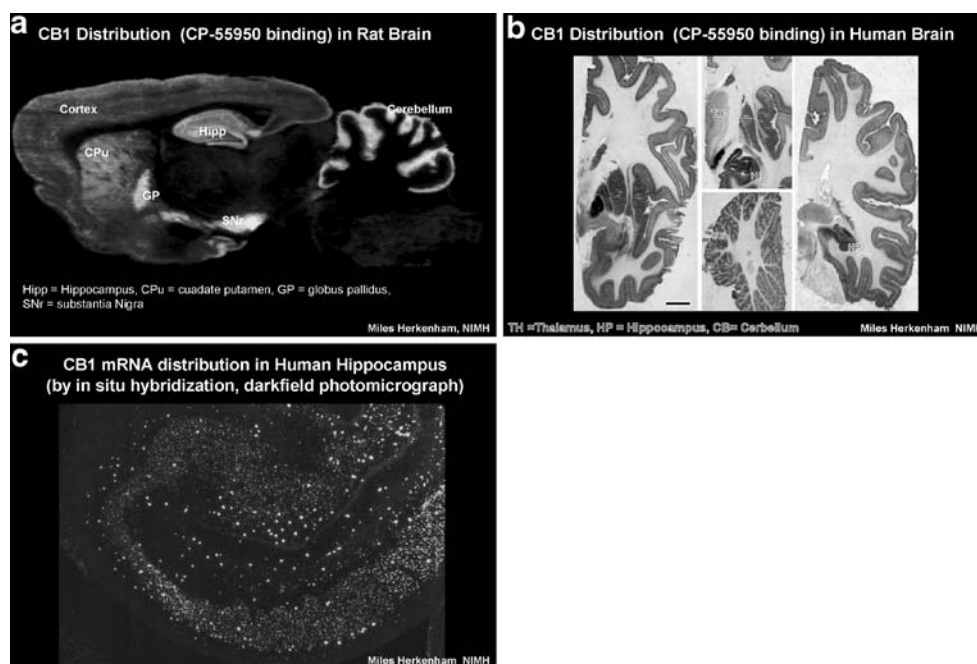 a
CB1 Distribution (CP-55950 binding) in Rat Brain
Cortex
Cerebellum
Hipp
CPu
GP
SNr
Hipp = Hippocampus, CPu = cuadate putamen, GP = globus pallidus,
SNr = substantia Nigra
Miles Herkenham, NIMH
b
CB1 Distribution (CP-55950 binding) in Human Brain
HP
TH =Thalamus, HP = Hippocampus, CB= Cerbellum
Miles Herkenham NIMH
c
CB1 mRNA distribution in Human Hippocampus
(by in situ hybridization, darkfield photomicrograph)
Miles Herkenham NIMH